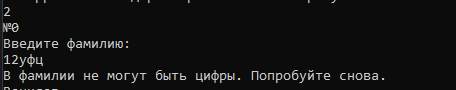 2
№0
Введите фамилию:
12уфц
В фамилии не могут быть цифры. Попробуйте снова.